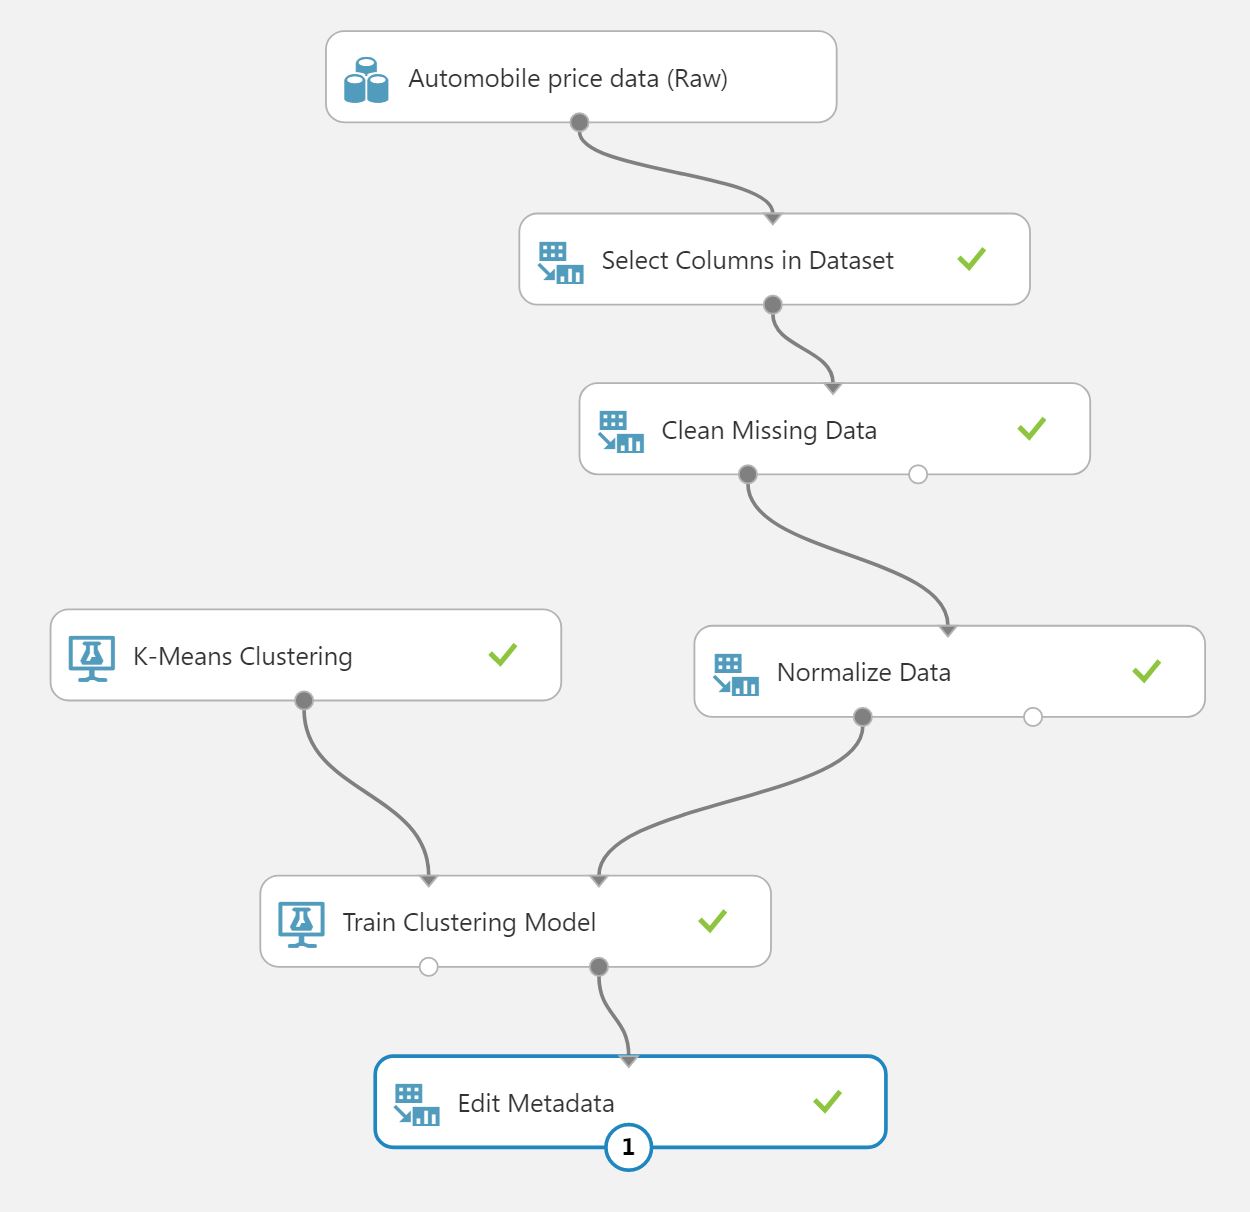 Automobile price data (Raw)
Select Columns in Dataset
Clean Missing Data
K-Means Clustering
Normalize Data
Train Clustering Model
Edit Metadata
1